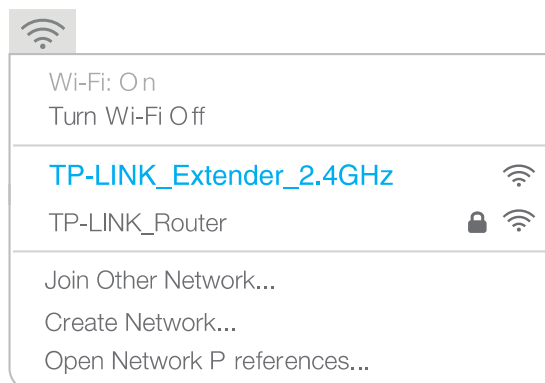 Wi-Fi: On
Turn Wi-Fi Off
TP-LINK_Extender_2.4GHz
TP-LINK_Router
Join Other Network...
Create Network...
Open Network P references...